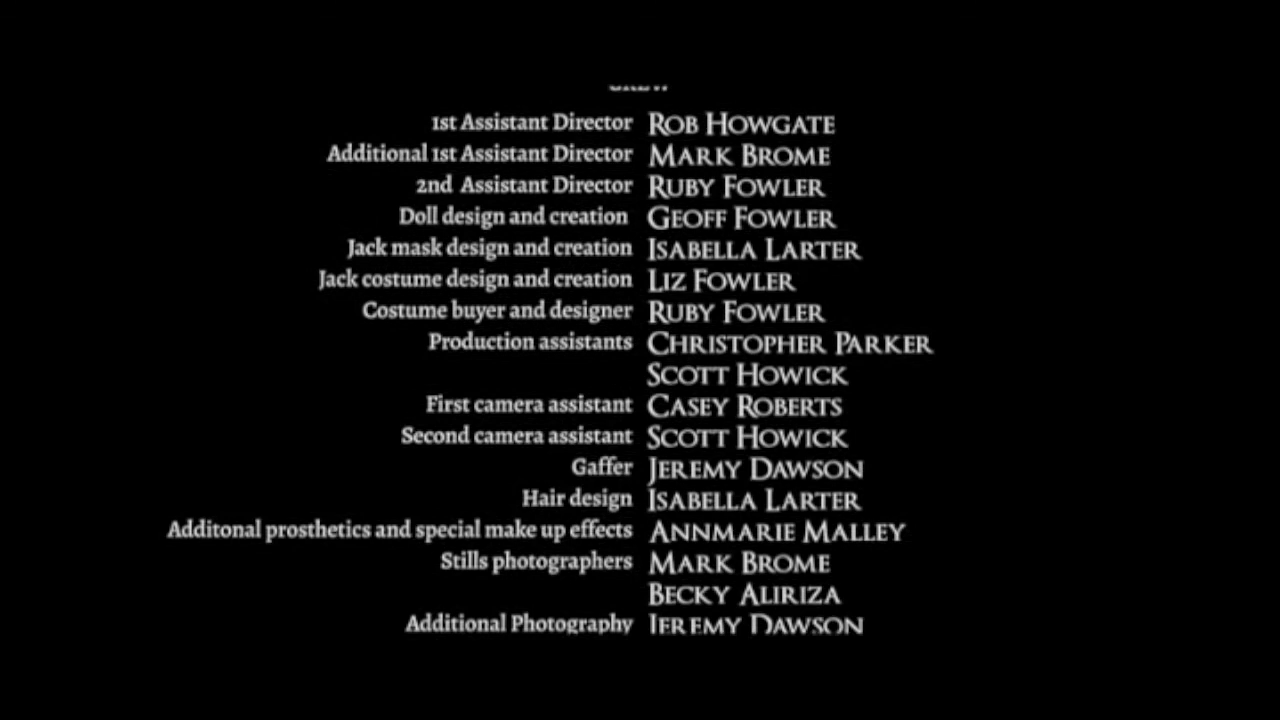 CREW
1st Assistant Director ROB HOWGATE
Additional 1st Assistant Director MARK BROME
2nd Assistant Director RUBY FOWLER
Doll design and creation GEOFF FOWLER
Jack mask design and creation ISABELLA LARTER
Jack costume design and creation LIZ FOWLER
Costume buyer and designer RUBY FOWLER
Production assistants CHRISTOPHER PARKER
SCOTT HOWICK
First camera assistant CASEY ROBERTS
Second camera assistant SCOTT HOWICK
Gaffer JEREMY DAWSON
Hair design ISABELLA LARTER
Additonal prosthetics and special make up effects ANNMARIE MALLEY
Stills photographers MARK BROME
BECKY ALIRIZA
Additional Photography JEREMY DAWSON